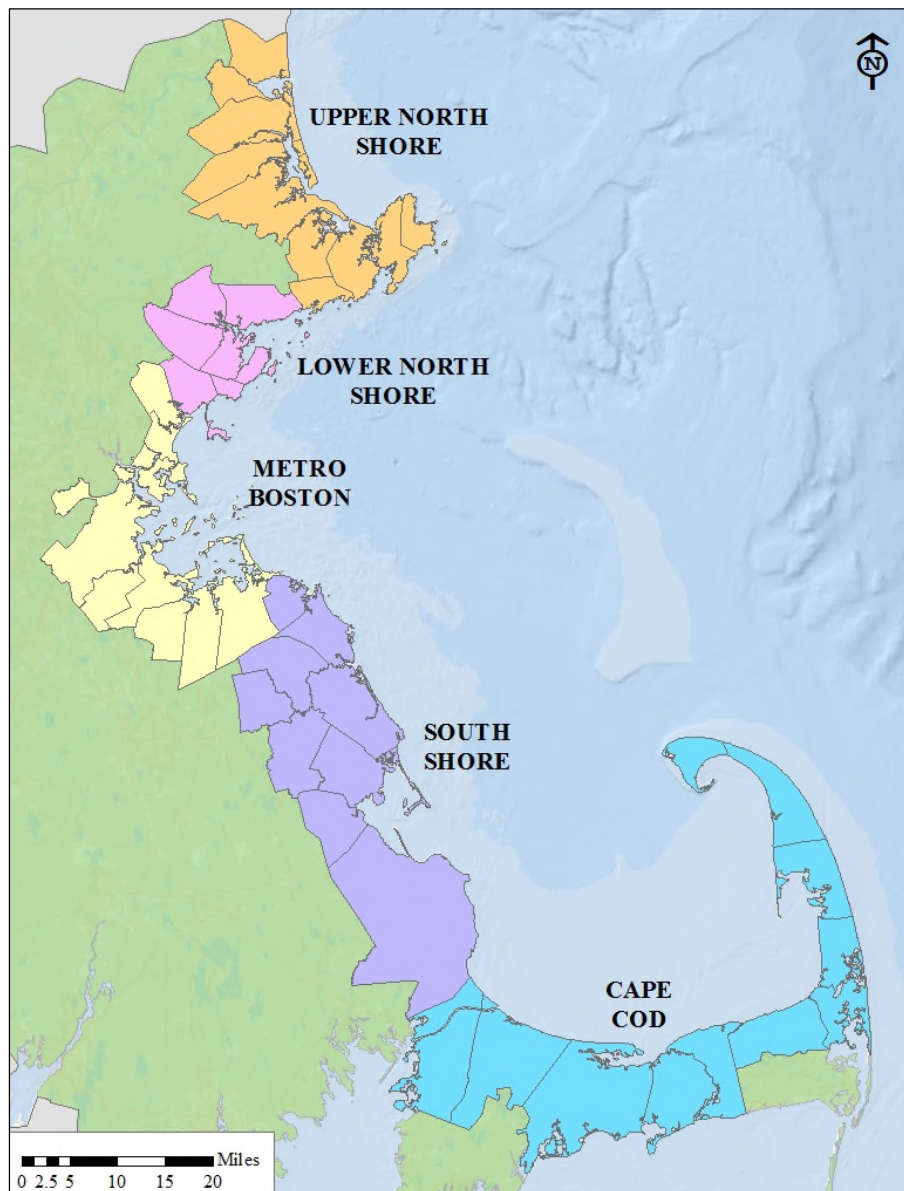 N
UPPER NORTH
SHORE
LOWER NORTH
SHORE
METRO
BOSTON
SOUTH
SHORE
CAPE
COD
Miles
0 2.5 5 10 15 20